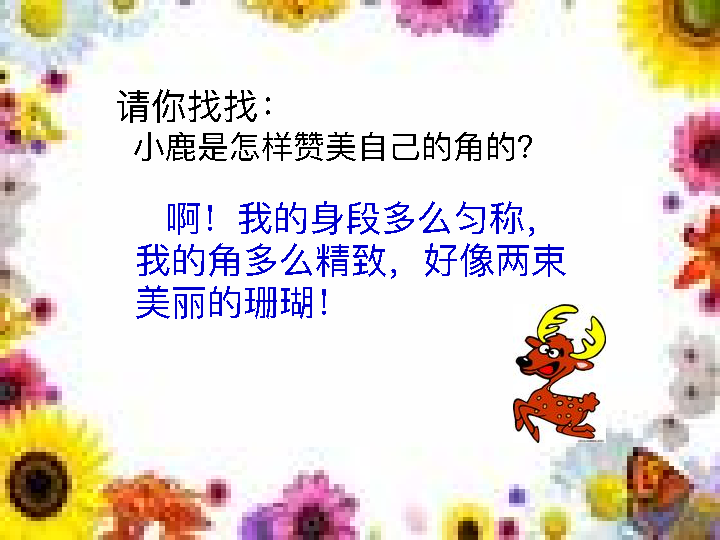 请你找找：
小鹿是怎样赞美自己的角的？
啊！我的身段多么匀称，
我的角多么精致，好像两束
美丽的珊瑚！